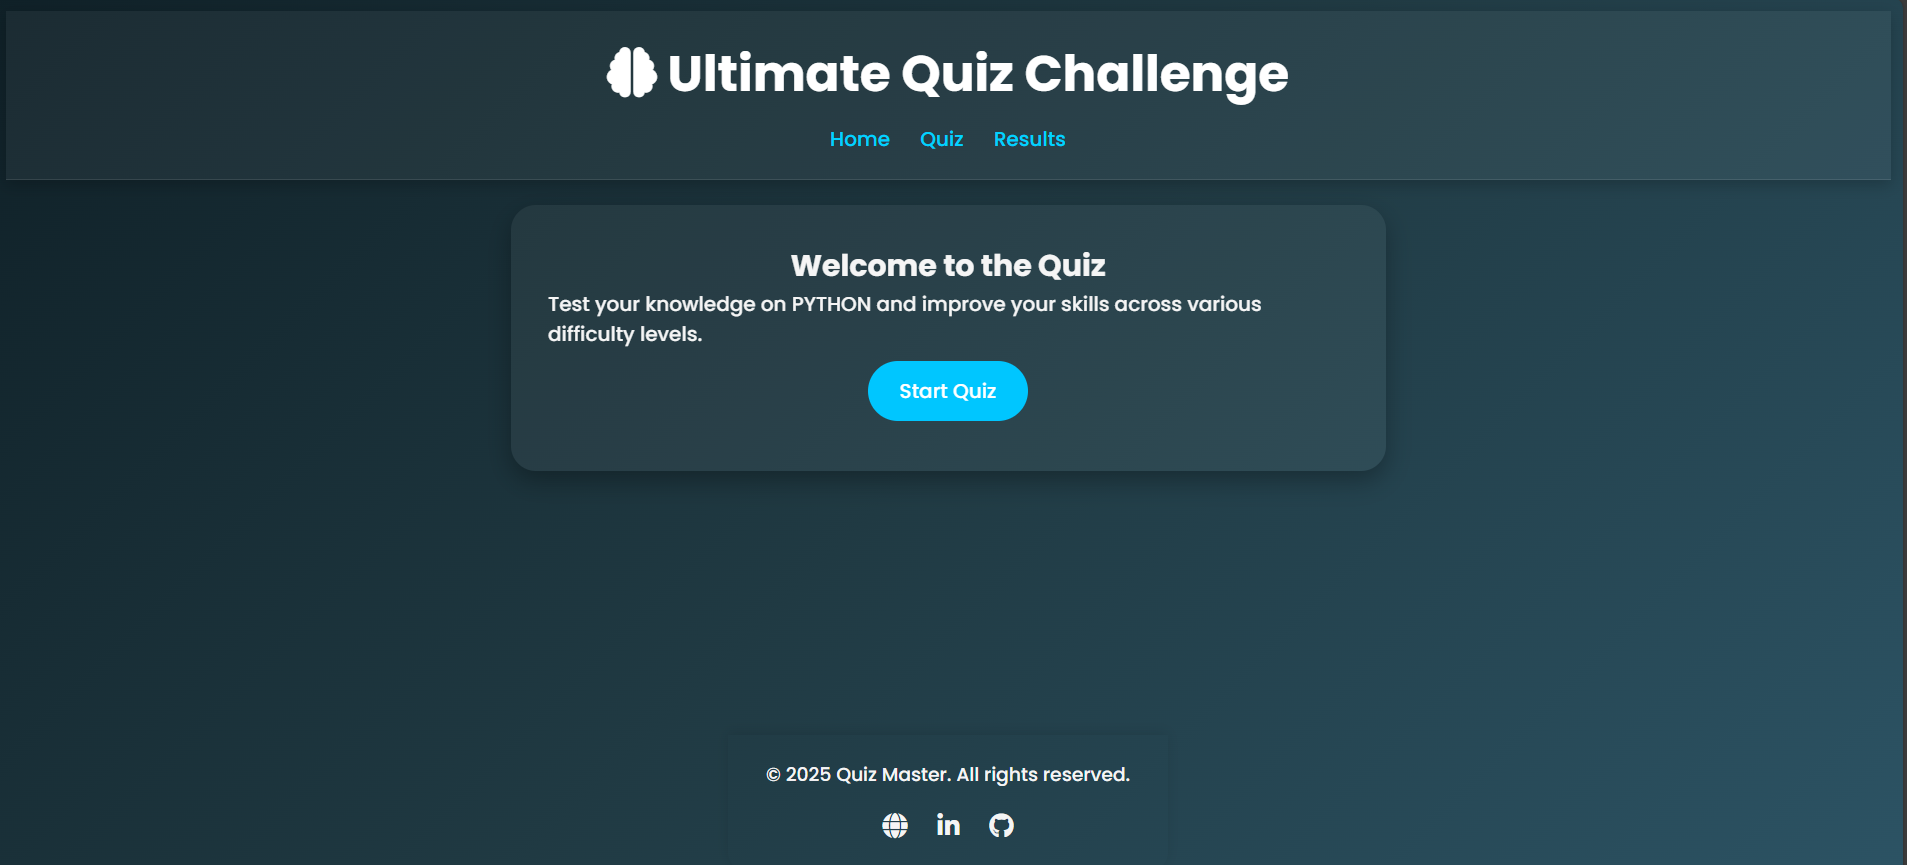 Ultimate Quiz Challenge
Home Quiz Results
Welcome to the Quiz
Test your knowledge on PYTHON and improve your skills across various
difficulty levels.
Start Quiz
© 2025 Quiz Master. All rights reserved.
in